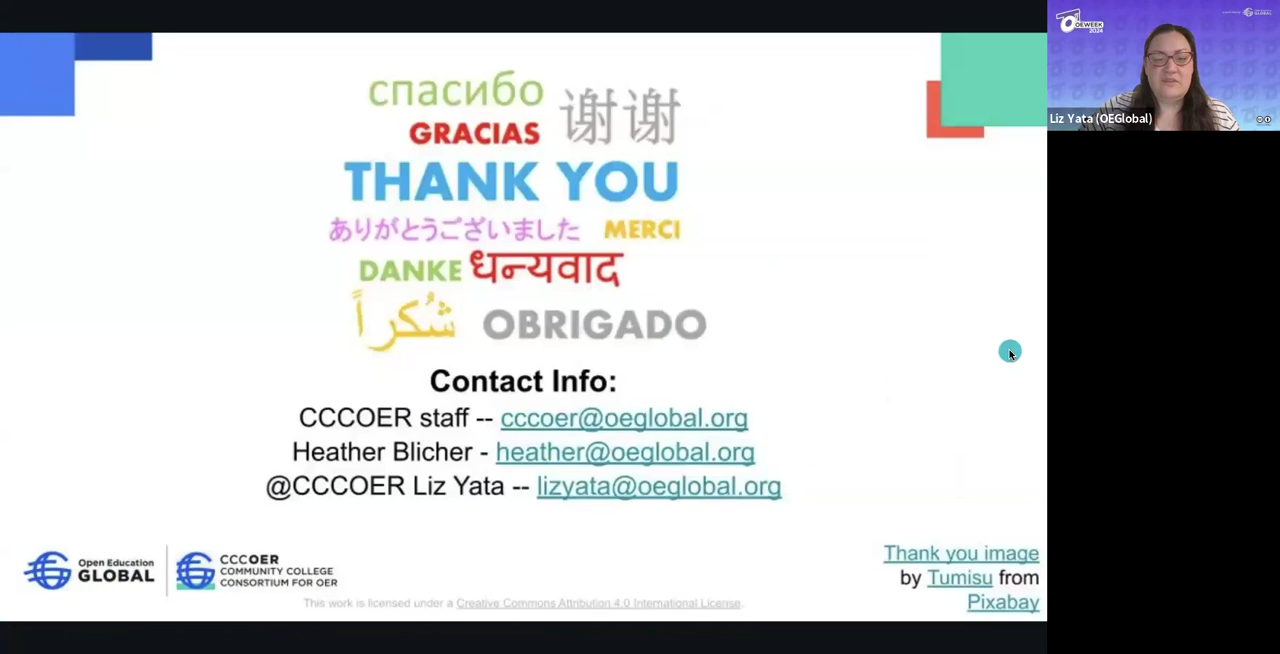 спасибо
谢谢
GRACIAS
THANK YOU
ありがとうございました MERCI
DANKE धन्यवाद
شُكراً OBRIGADO
Contact Info:
CCCOER staff -- cccoer@oeglobal.org
Heather Blicher - heather@oeglobal.org
@CCCOER Liz Yata -- lizyata@oeglobal.org
Open Education
GLOBAL
CCCOER
COMMUNITY COLLEGE
CONSORTIUM FOR OER
This work is licensed under a Creative Commons Attribution 4.0 International License.
Thank you image
by Tumisu from
Pixabay
OEWEEK
2024
Liz Yata (OEGlobal)